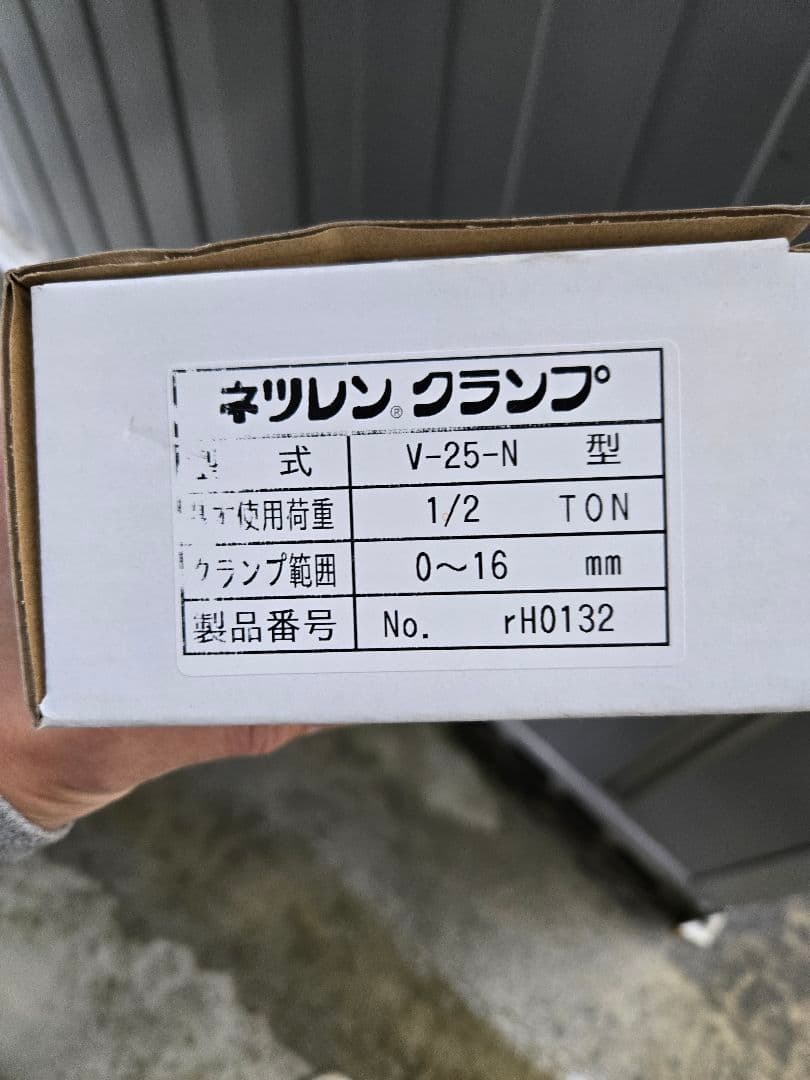 ネツレン® クランプ
型 式 V-25-N 型
使用荷重 1/2 TON
クランプ範囲 0〜16 mm
製品番号 No. rH0132